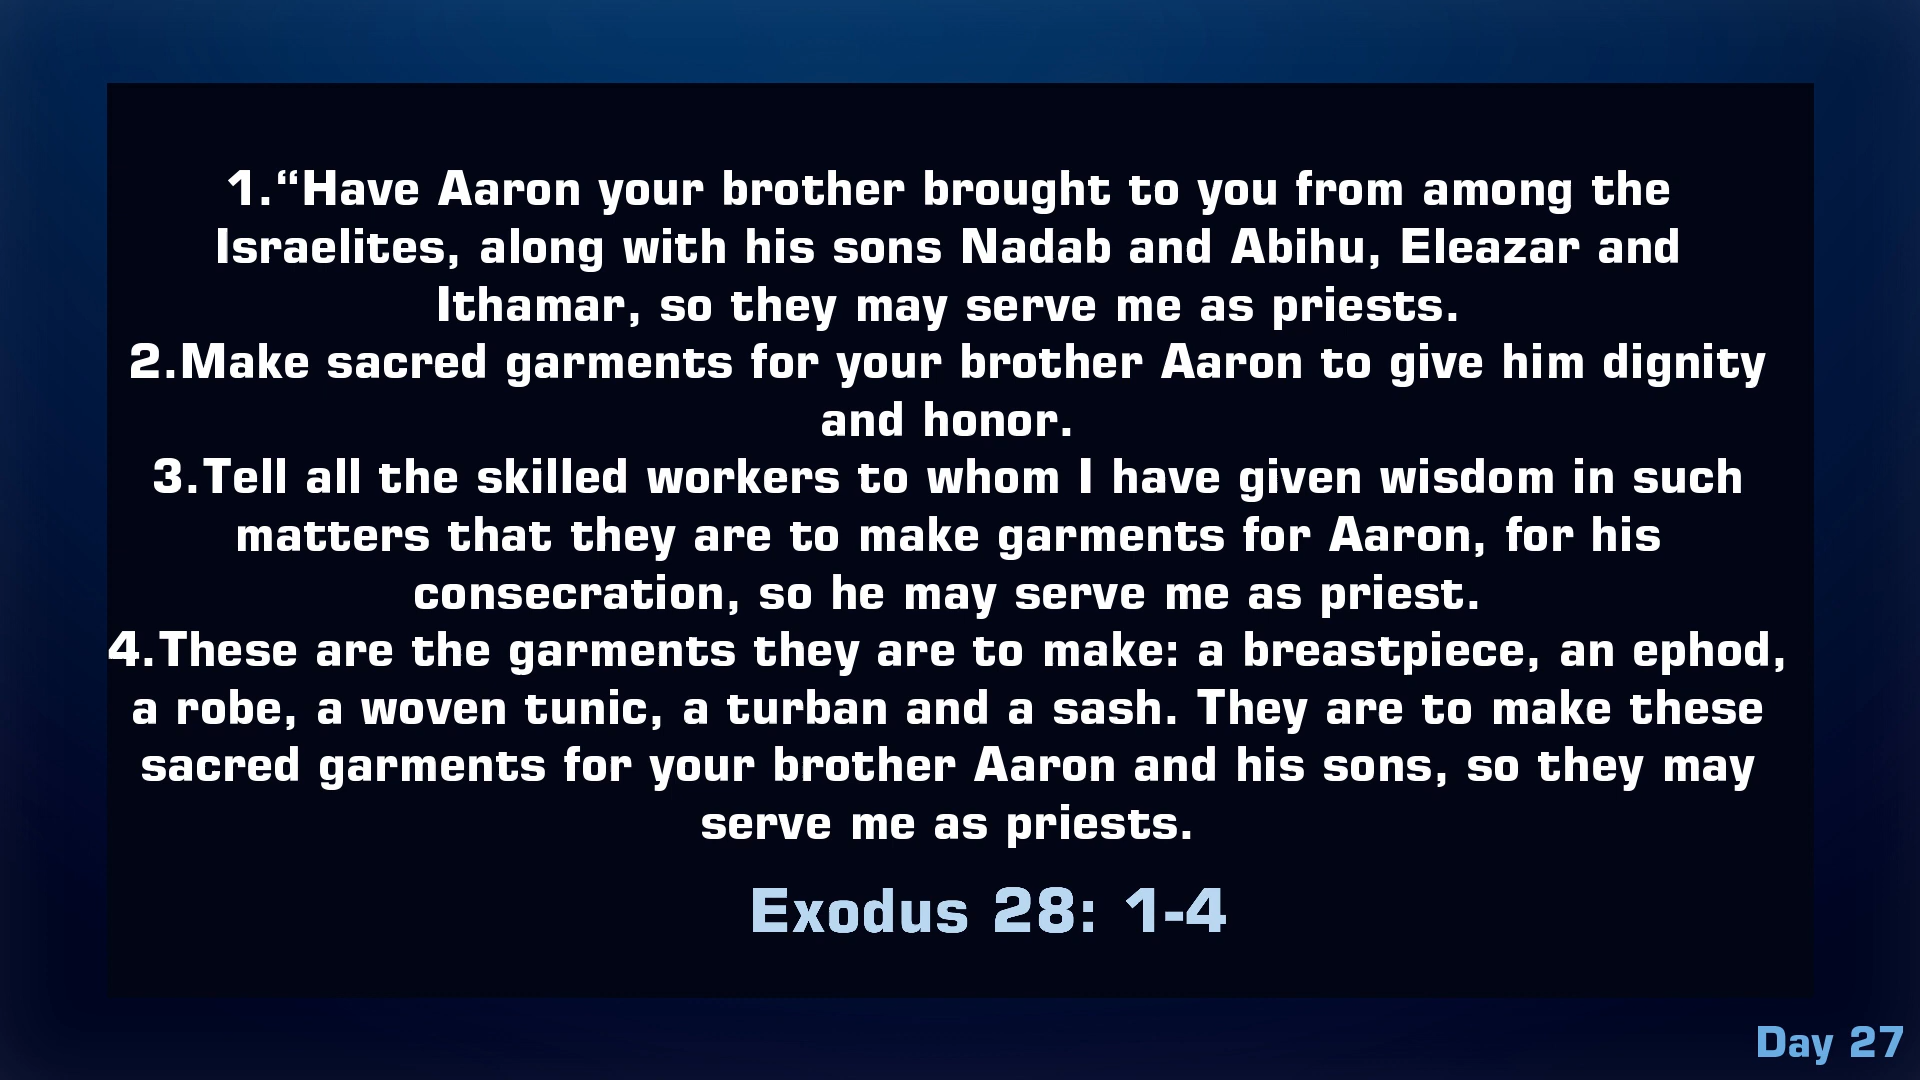 1.“Have Aaron your brother brought to you from among the
Israelites, along with his sons Nadab and Abihu, Eleazar and
Ithamar, so they may serve me as priests.
2.Make sacred garments for your brother Aaron to give him dignity
and honor.
3.Tell all the skilled workers to whom I have given wisdom in such
matters that they are to make garments for Aaron, for his
consecration, so he may serve me as priest.
4.These are the garments they are to make: a breastpiece, an ephod,
a robe, a woven tunic, a turban and a sash. They are to make these
sacred garments for your brother Aaron and his sons, so they may
serve me as priests.
Exodus 28: 1-4
Day 27